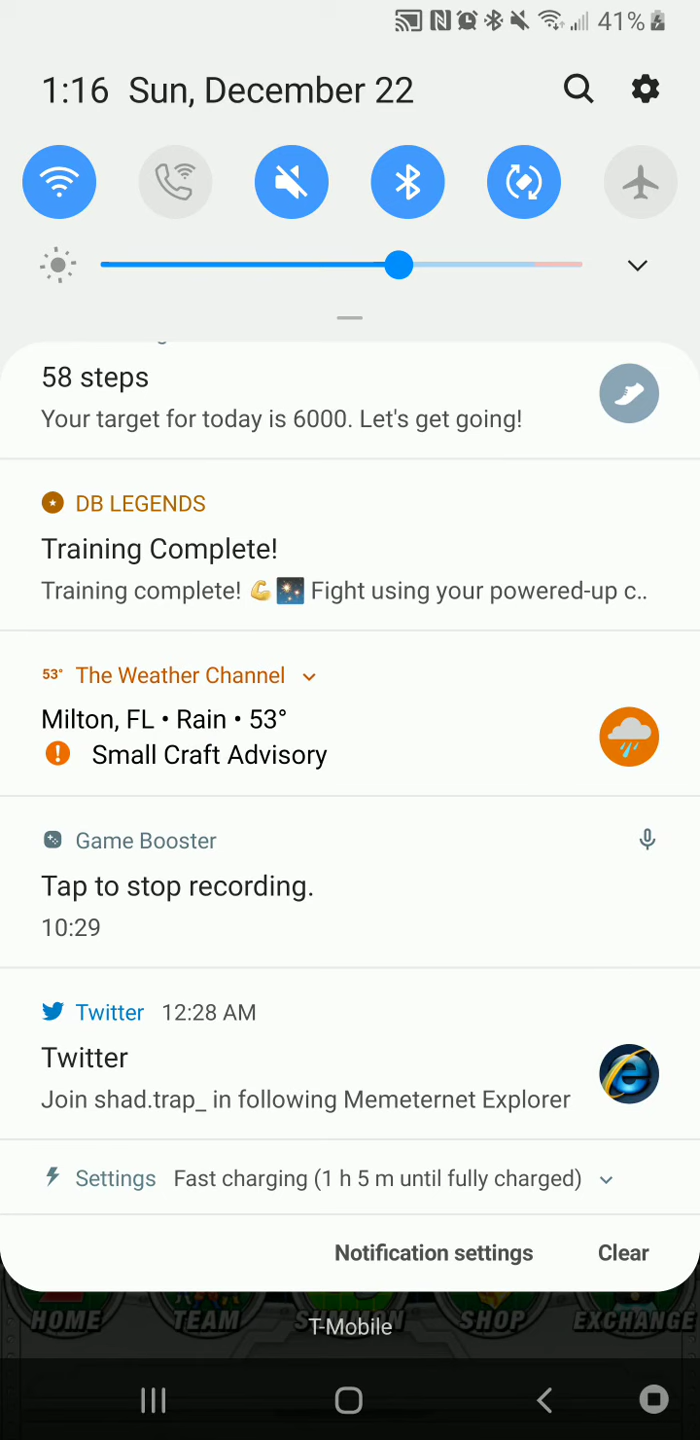 41%
1:16 Sun, December 22
58 steps
Your target for today is 6000. Let's get going!
DB LEGENDS
Training Complete!
Training complete! 💪🎇 Fight using your powered-up c..
53° The Weather Channel
Milton, FL • Rain • 53°
Small Craft Advisory
Game Booster
Tap to stop recording.
10:29
Twitter 12:28 AM
Twitter
Join shad.trap_ in following Memeternet Explorer
Settings Fast charging (1 h 5 m until fully charged)
Notification settings Clear
HOME TEAM SUMMON SHOP EXCHANGE
T-Mobile